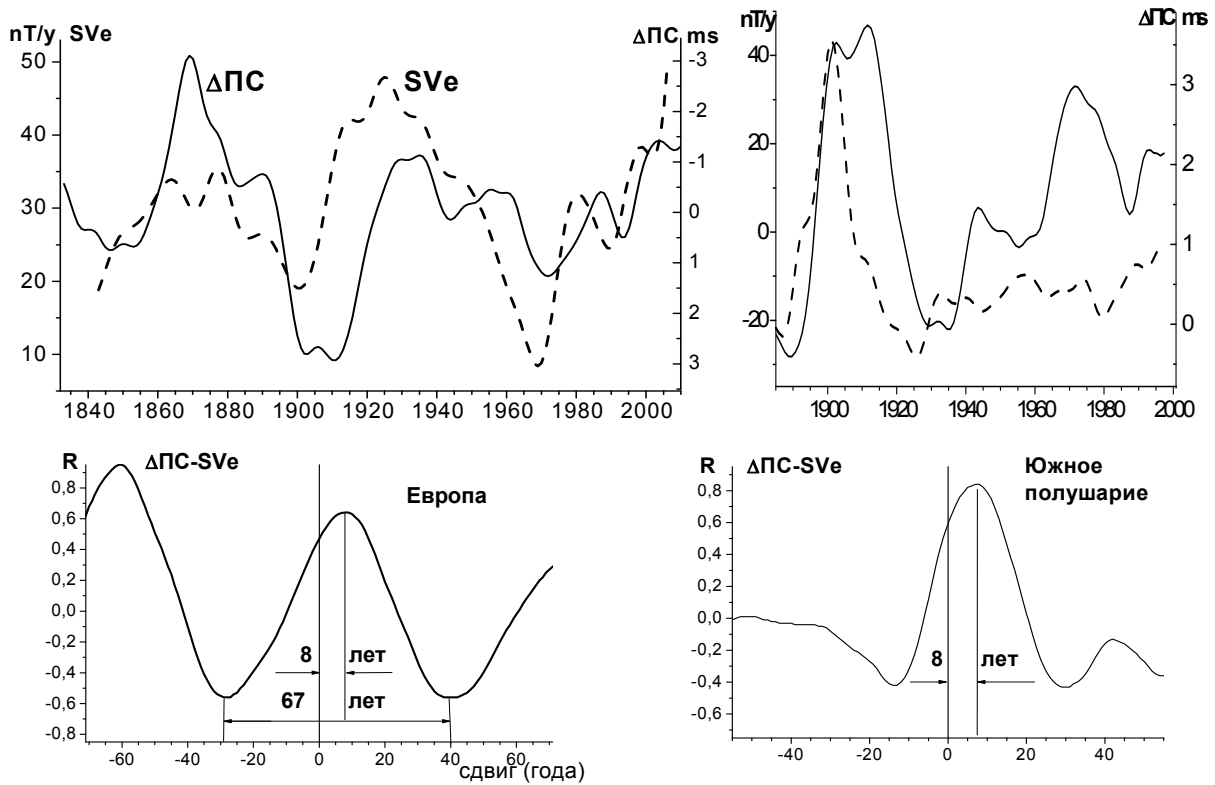 nT/y SVe
ΔПС ms
50
40
30
20
10
-3
-2
-1
0
1
2
3
ΔПС
SVe
1840 1860 1880 1900 1920 1940 1960 1980 2000
nT/y
ΔПС ms
40
20
0
-20
3
2
1
0
1900 1920 1940 1960 1980 2000
R ΔПС-SVe
Европа
0,8
0,6
0,4
0,2
0,0
-0,2
-0,4
-0,6
-0,8
8 лет
67 лет
-60 -40 -20 0 20 40 60
сдвиг (года)
R ΔПС-SVe
Южное
полушарие
0,8
0,6
0,4
0,2
0,0
-0,2
-0,4
-0,6
8 лет
-40 -20 0 20 40